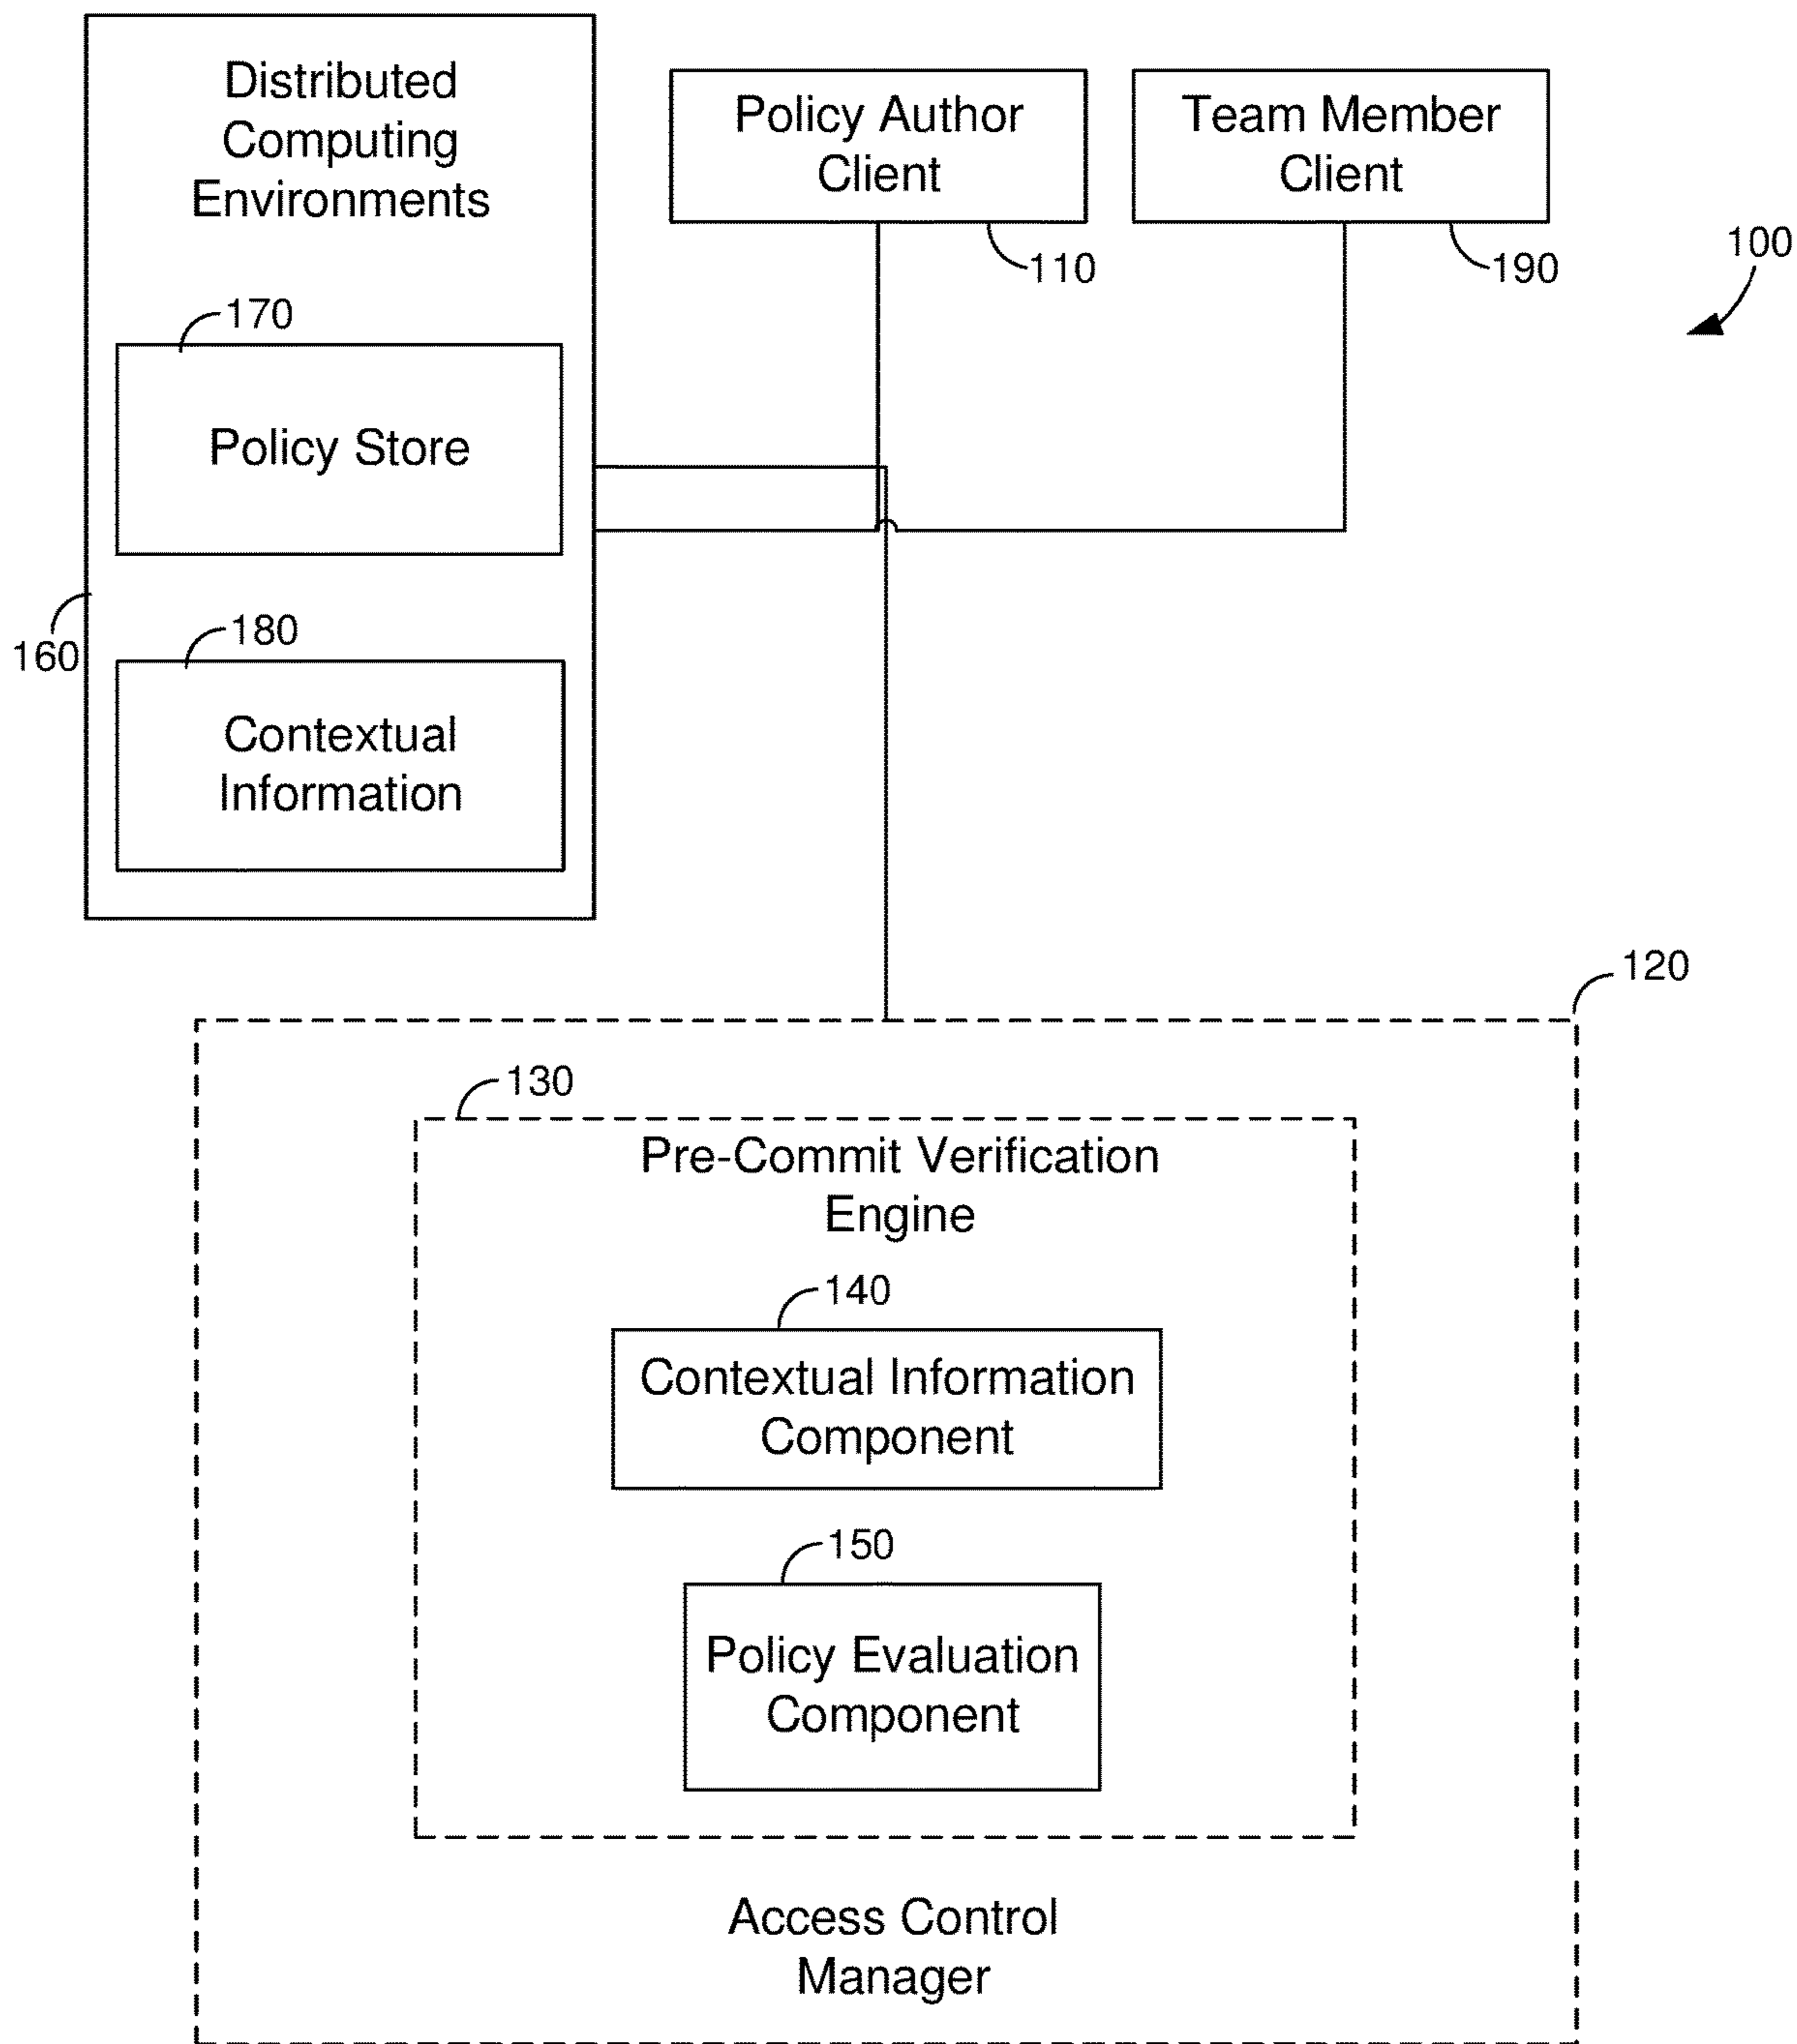 Distributed
Computing
Environments
Policy Author
Client
Team Member
Client
110
190
100
170
Policy Store
160
180
Contextual
Information
120
130
Pre-Commit Verification
Engine
140
Contextual Information
Component
150
Policy Evaluation
Component
Access Control
Manager